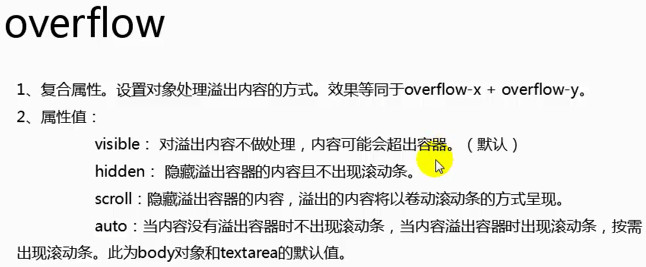 overflow
1、复合属性。设置对象处理溢出内容的方式。效果等同于overflow-x + overflow-y。
2、属性值：
visible： 对溢出内容不做处理，内容可能会超出容器。（默认）
hidden： 隐藏溢出容器的内容且不出现滚动条。
scroll：隐藏溢出容器的内容，溢出的内容将以卷动滚动条的方式呈现。
auto：当内容没有溢出容器时不出现滚动条，当内容溢出容器时出现滚动条，按需
出现滚动条。此为body对象和textarea的默认值。